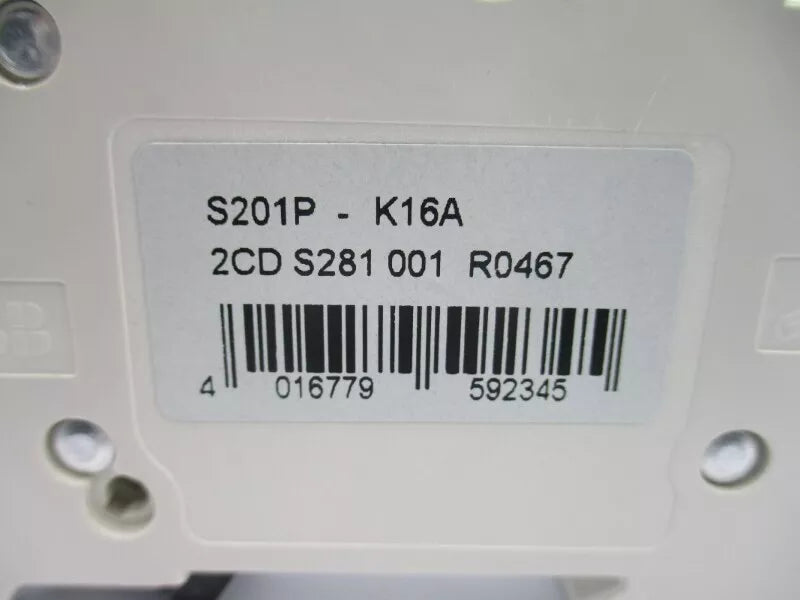 S201P - K16A
2CD S281 001 R0467
4 016779 592345